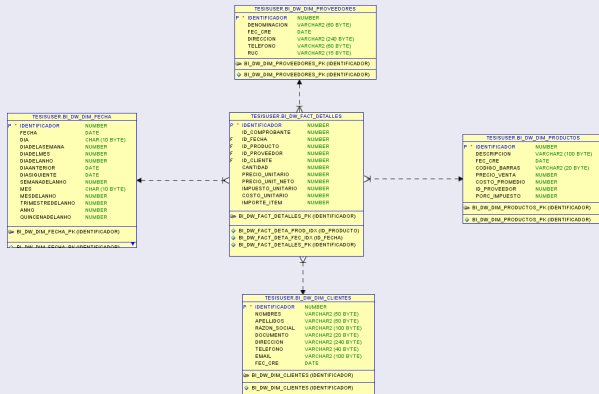 TESISUSER.BI_DW_DIM_PROVEEDORES
P * IDENTIFICADOR NUMBER
DENOMINACION VARCHAR2 (60 BYTE)
FEC_CRE DATE
DIRECCION VARCHAR2 (240 BYTE)
TELEFONO VARCHAR2 (60 BYTE)
RUC VARCHAR2 (15 BYTE)
BI_DW_DIM_PROVEEDORES_PK (IDENTIFICADOR)
BI_DW_DIM_PROVEEDORES_PK (IDENTIFICADOR)
TESISUSER.BI_DW_DIM_FECHA
P * IDENTIFICADOR NUMBER
FECHA DATE
DIA CHAR (10 BYTE)
DIADELASEMANA NUMBER
DIADELMES NUMBER
DIADELANHO NUMBER
DIAANTERIOR DATE
DIASIGUIENTE DATE
SEMANADELANHO NUMBER
MES CHAR (10 BYTE)
MESDELANHO NUMBER
TRIMESTREDELANHO NUMBER
ANHO NUMBER
QUINCENADELANHO NUMBER
BI_DW_DIM_FECHA_PK (IDENTIFICADOR)
BI_DW_DIM_FECHA_PK (IDENTIFICADOR)
TESISUSER.BI_DW_FACT_DETALLES
P * IDENTIFICADOR NUMBER
ID_COMPROBANTE NUMBER
F ID_FECHA NUMBER
F ID_PRODUCTO NUMBER
F ID_PROVEEDOR NUMBER
F ID_CLIENTE NUMBER
CANTIDAD NUMBER
PRECIO_UNITARIO NUMBER
PRECIO_UNIT_NETO NUMBER
IMPUESTO_UNITARIO NUMBER
COSTO_UNITARIO NUMBER
IMPORTE_ITEM NUMBER
BI_DW_FACT_DETALLES_PK (IDENTIFICADOR)
BI_DW_FACT_DETA_PROD_IDX (ID_PRODUCTO)
BI_DW_FACT_DETA_FEC_IDX (ID_FECHA)
BI_DW_FACT_DETALLES_PK (IDENTIFICADOR)
TESISUSER.BI_DW_DIM_PRODUCTOS
P * IDENTIFICADOR NUMBER
DESCRIPCION VARCHAR2 (100 BYTE)
FEC_CRE DATE
CCODIGO_BARRAS VARCHAR2 (20 BYTE)
PRECIO_VENTA NUMBER
COSTO_PROMEDIO NUMBER
ID_PROVEEDOR NUMBER
PORC_IMPUESTO NUMBER
BI_DW_DIM_PRODUCTOS_PK (IDENTIFICADOR)
BI_DW_DIM_PRODUCTOS_PK (IDENTIFICADOR)
TESISUSER.BI_DW_DIM_CLIENTES
P * IDENTIFICADOR NUMBER
NOMBRES VARCHAR2 (50 BYTE)
APELLIDOS VARCHAR2 (50 BYTE)
RAZON_SOCIAL VARCHAR2 (100 BYTE)
DOCUMENTO VARCHAR2 (20 BYTE)
DIRECCION VARCHAR2 (240 BYTE)
TELEFONO VARCHAR2 (40 BYTE)
EMAIL VARCHAR2 (100 BYTE)
FEC_CRE DATE
BI_DW_DIM_CLIENTES (IDENTIFICADOR)
BI_DW_DIM_CLIENTES (IDENTIFICADOR)